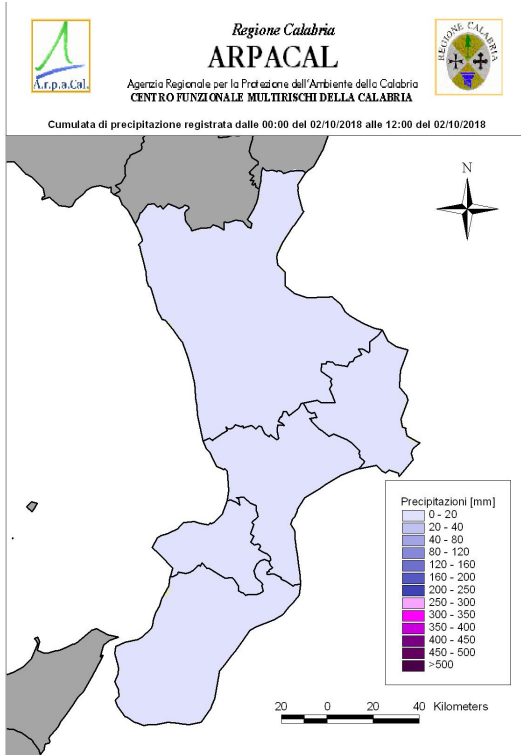 Regione Calabria
ARPACAL
Agenzia Regionale per la Protezione dell'Ambiente della Calabria
CENTRO FUNZIONALE MULTIRISCHI DELLA CALABRIA
A.r.p.a.Cal.
REGIONE CALABRIA
Cumulata di precipitazione registrata dalle 00:00 del 02/10/2018 alle 12:00 del 02/10/2018
N
Precipitazioni [mm]
0 - 20
20 - 40
40 - 80
80 - 120
120 - 160
160 - 200
200 - 250
250 - 300
300 - 350
350 - 400
400 - 450
450 - 500
>500
20 0 20 40 Kilometers